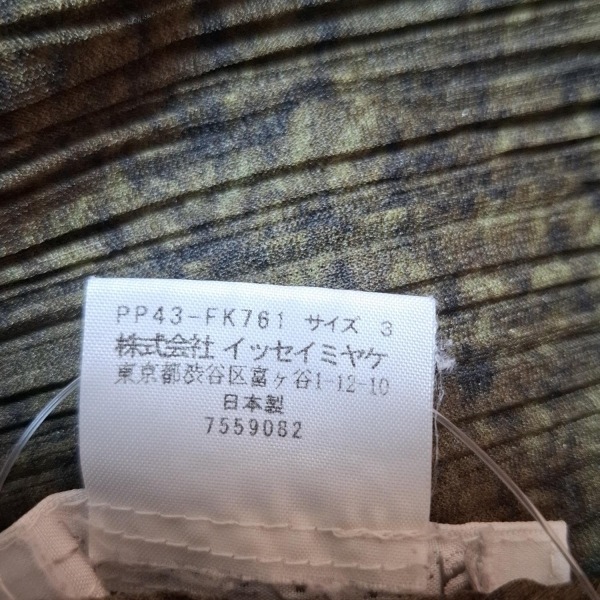 PP43-FK761 サイズ 3
株式会社 イッセイミヤケ
東京都渋谷区富ヶ谷1-12-10
日本製
7559082